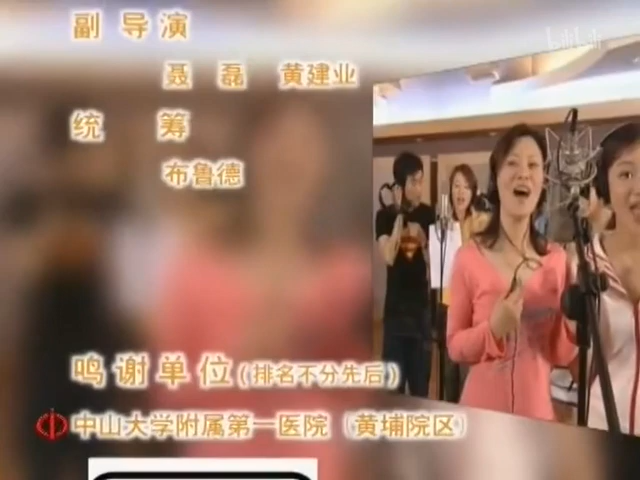 bilibili
副导演
聂磊 黄建业
统筹
布鲁德
鸣谢单位(排名不分先后)
中山大学附属第一医院(黄埔院区)